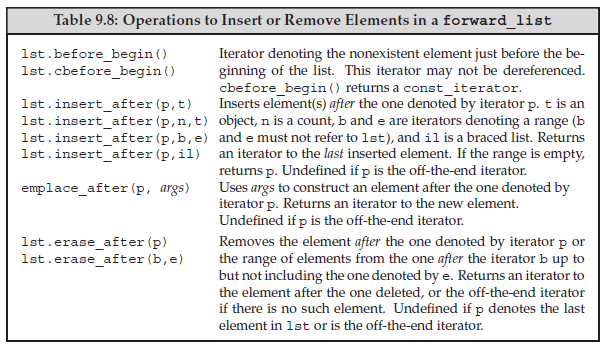 Table 9.8: Operations to Insert or Remove Elements in a forward_list
lst.before_begin() Iterator denoting the nonexistent element just before the be-
lst.cbefore_begin() ginning of the list. This iterator may not be dereferenced.
cbefore_begin() returns a const_iterator.
lst.insert_after(p,t) Inserts element(s) after the one denoted by iterator p. t is an
lst.insert_after(p,n,t) object, n is a count, b and e are iterators denoting a range (b
lst.insert_after(p,b,e) and e must not refer to lst), and il is a braced list. Returns
lst.insert_after(p,il) an iterator to the last inserted element. If the range is empty,
returns p. Undefined if p is the off-the-end iterator.
emplace_after(p, args) Uses args to construct an element after the one denoted by
iterator p. Returns an iterator to the new element.
Undefined if p is the off-the-end iterator.
lst.erase_after(p) Removes the element after the one denoted by iterator p or
lst.erase_after(b,e) the range of elements from the one after the iterator b up to
but not including the one denoted by e. Returns an iterator to
the element after the one deleted, or the off-the-end iterator
if there is no such element. Undefined if p denotes the last
element in lst or is the off-the-end iterator.